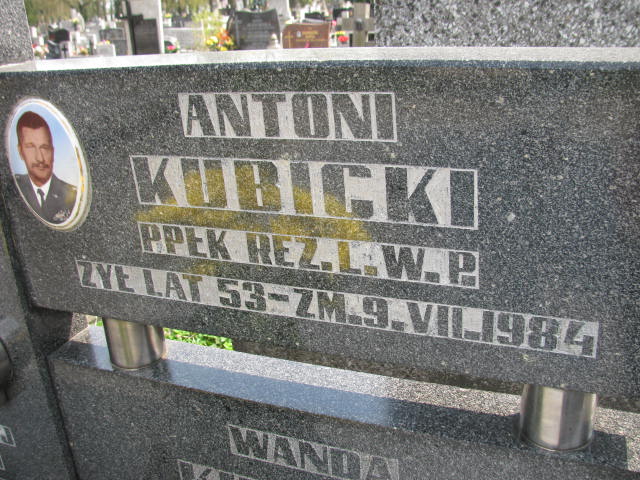 ANTONI
KUBICKI
PPŁK REZ. L. W. P.
ŻYŁ LAT 53-ZM. 9. VII. 1984
WANDA